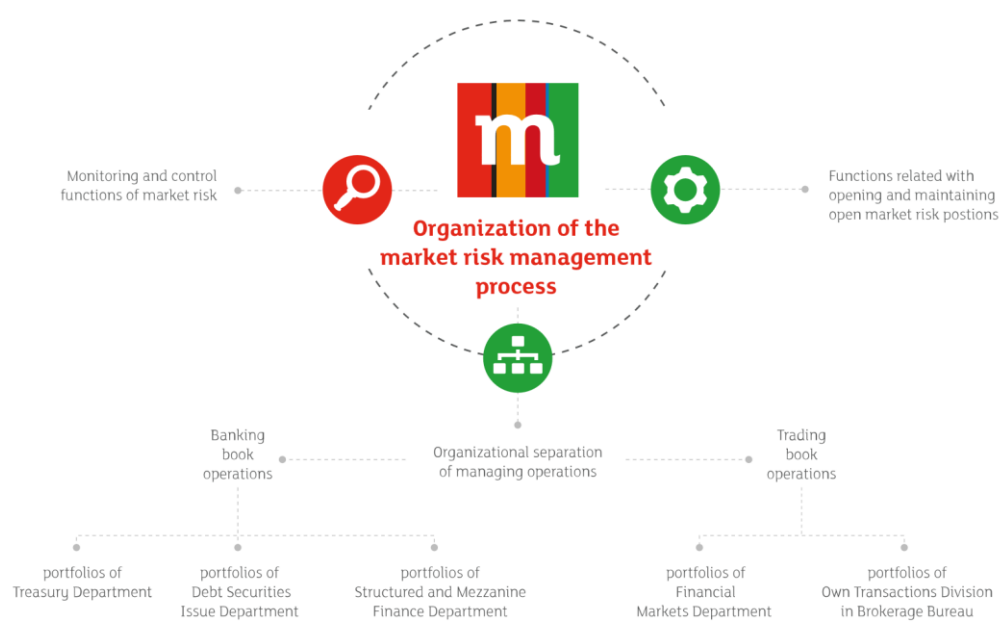 m
Monitoring and control
functions of market risk
Functions related with
opening and maintaining
open market risk postions
Organization of the
market risk management
process
Banking
book
operations
Organizational separation
of managing operations
Trading
book
operations
portfolios of
Treasury Department
portfolios of
Debt Securities
Issue Department
portfolios of
Structured and Mezzanine
Finance Department
portfolios of
Financial
Markets Department
portfolios of
Own Transactions Division
in Brokerage Bureau